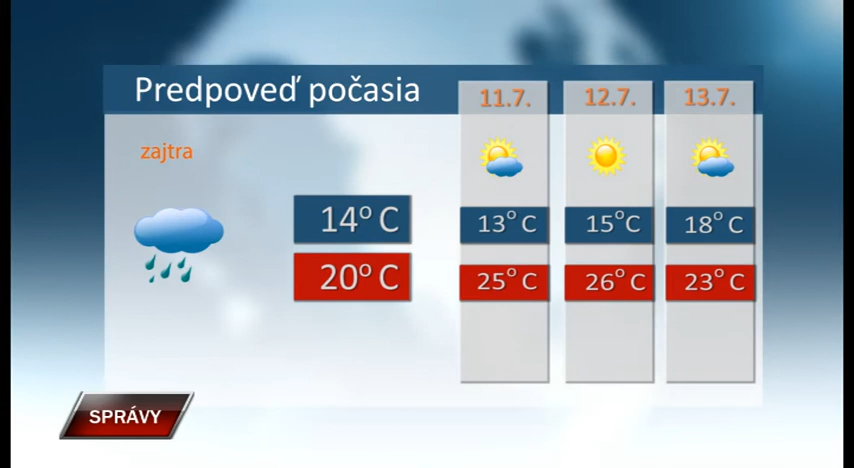 Predpoveď počasia
zajtra
14° C
20° C
11.7.
13° C
25° C
12.7.
15°C
26° C
13.7.
18° C
23° C
SPRÁVY